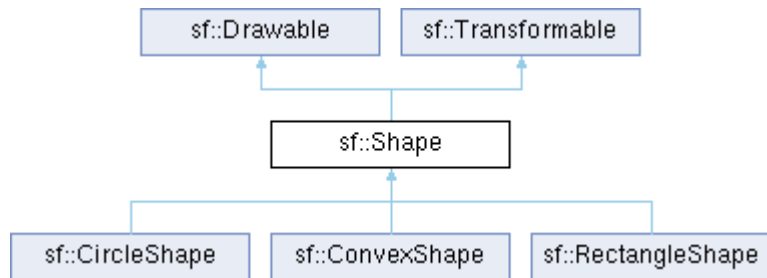 sf::Drawable
sf::Transformable
sf::Shape
sf::CircleShape
sf::ConvexShape
sf::RectangleShape